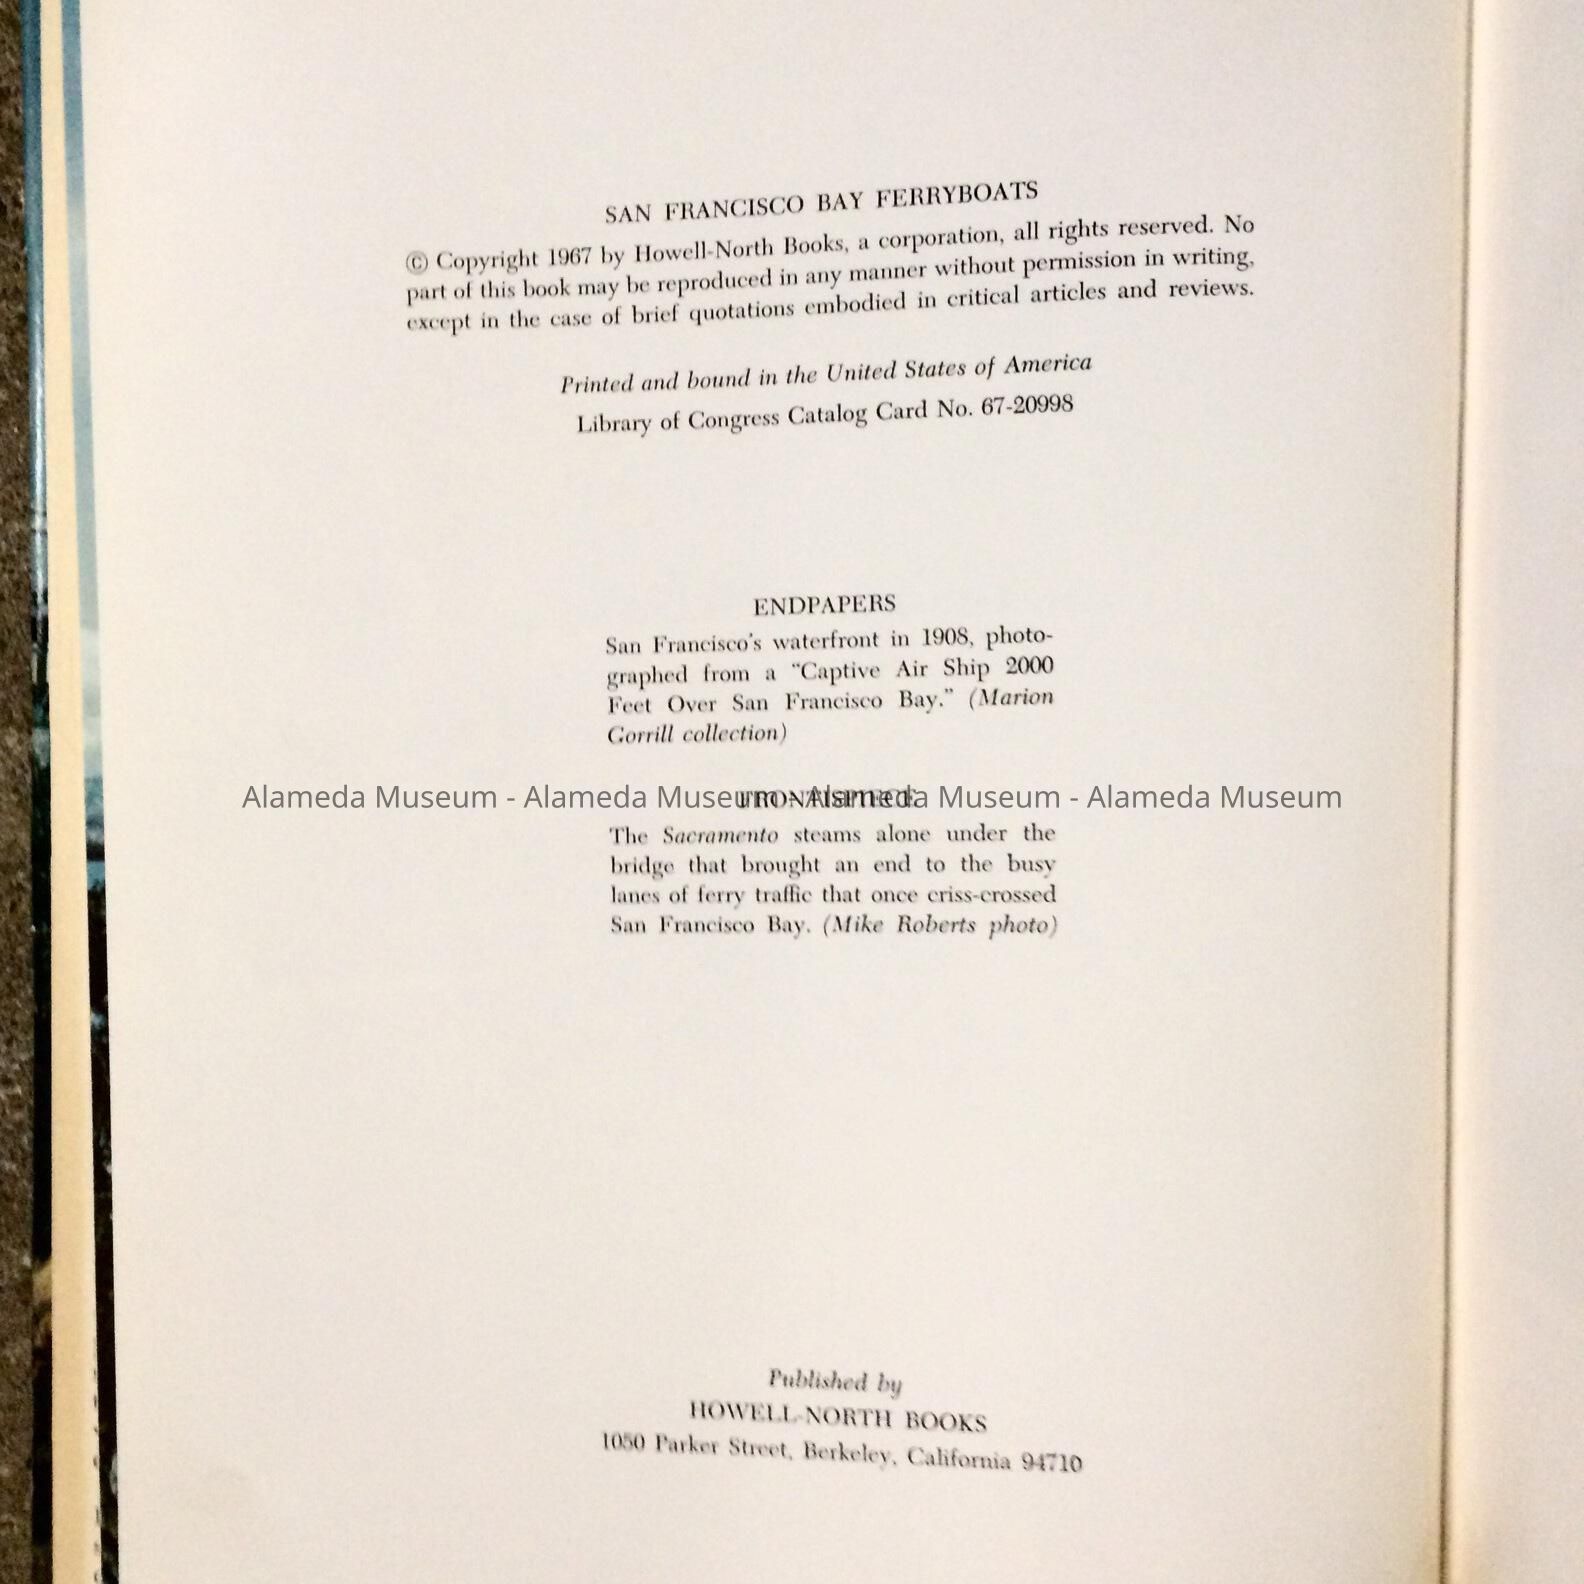 SAN FRANCISCO BAY FERRYBOATS
© Copyright 1967 by Howell-North Books, a corporation, all rights reserved. No
part of this book may be reproduced in any manner without permission in writing,
except in the case of brief quotations embodied in critical articles and reviews.
Printed and bound in the United States of America
Library of Congress Catalog Card No. 67-20998
ENDPAPERS
San Francisco's waterfront in 1908, photo-
graphed from a "Captive Air Ship 2000
Feet Over San Francisco Bay." (Marion
Gorrill collection)
FRONTISPIECE
Alameda Museum - Alameda Museum - Alameda Museum - Alameda Museum
The Sacramento steams alone under the
bridge that brought an end to the busy
lanes of ferry traffic that once criss-crossed
San Francisco Bay. (Mike Roberts photo)
Published by
HOWELL-NORTH BOOKS
1050 Parker Street, Berkeley, California 94710